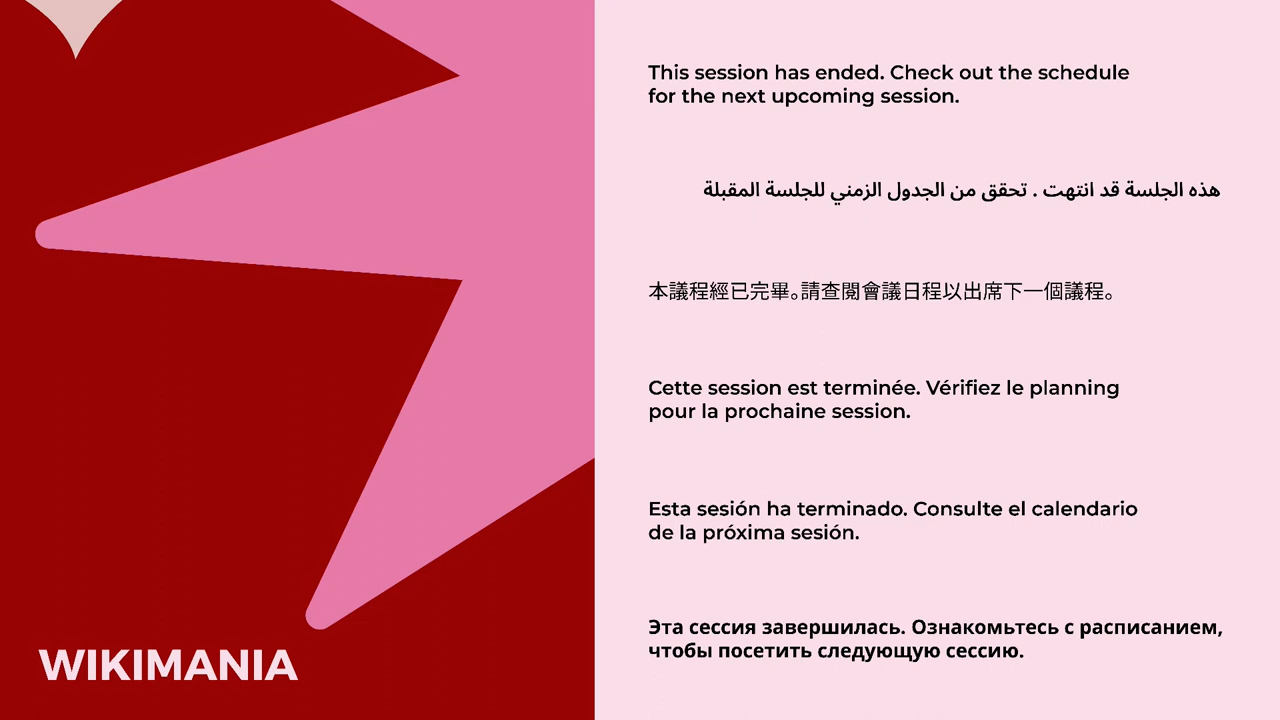 This session has ended. Check out the schedule
for the next upcoming session.
هذه الجلسة قد انتهت . تحقق من الجدول الزمني للجلسة المقبلة
本議程經已完畢。請查閱會議日程以出席下一個議程。
Cette session est terminée. Vérifiez le planning
pour la prochaine session.
Esta sesión ha terminado. Consulte el calendario
de la próxima sesión.
Эта сессия завершилась. Ознакомьтесь с расписанием,
чтобы посетить следующую сессию.
WIKIMANIA